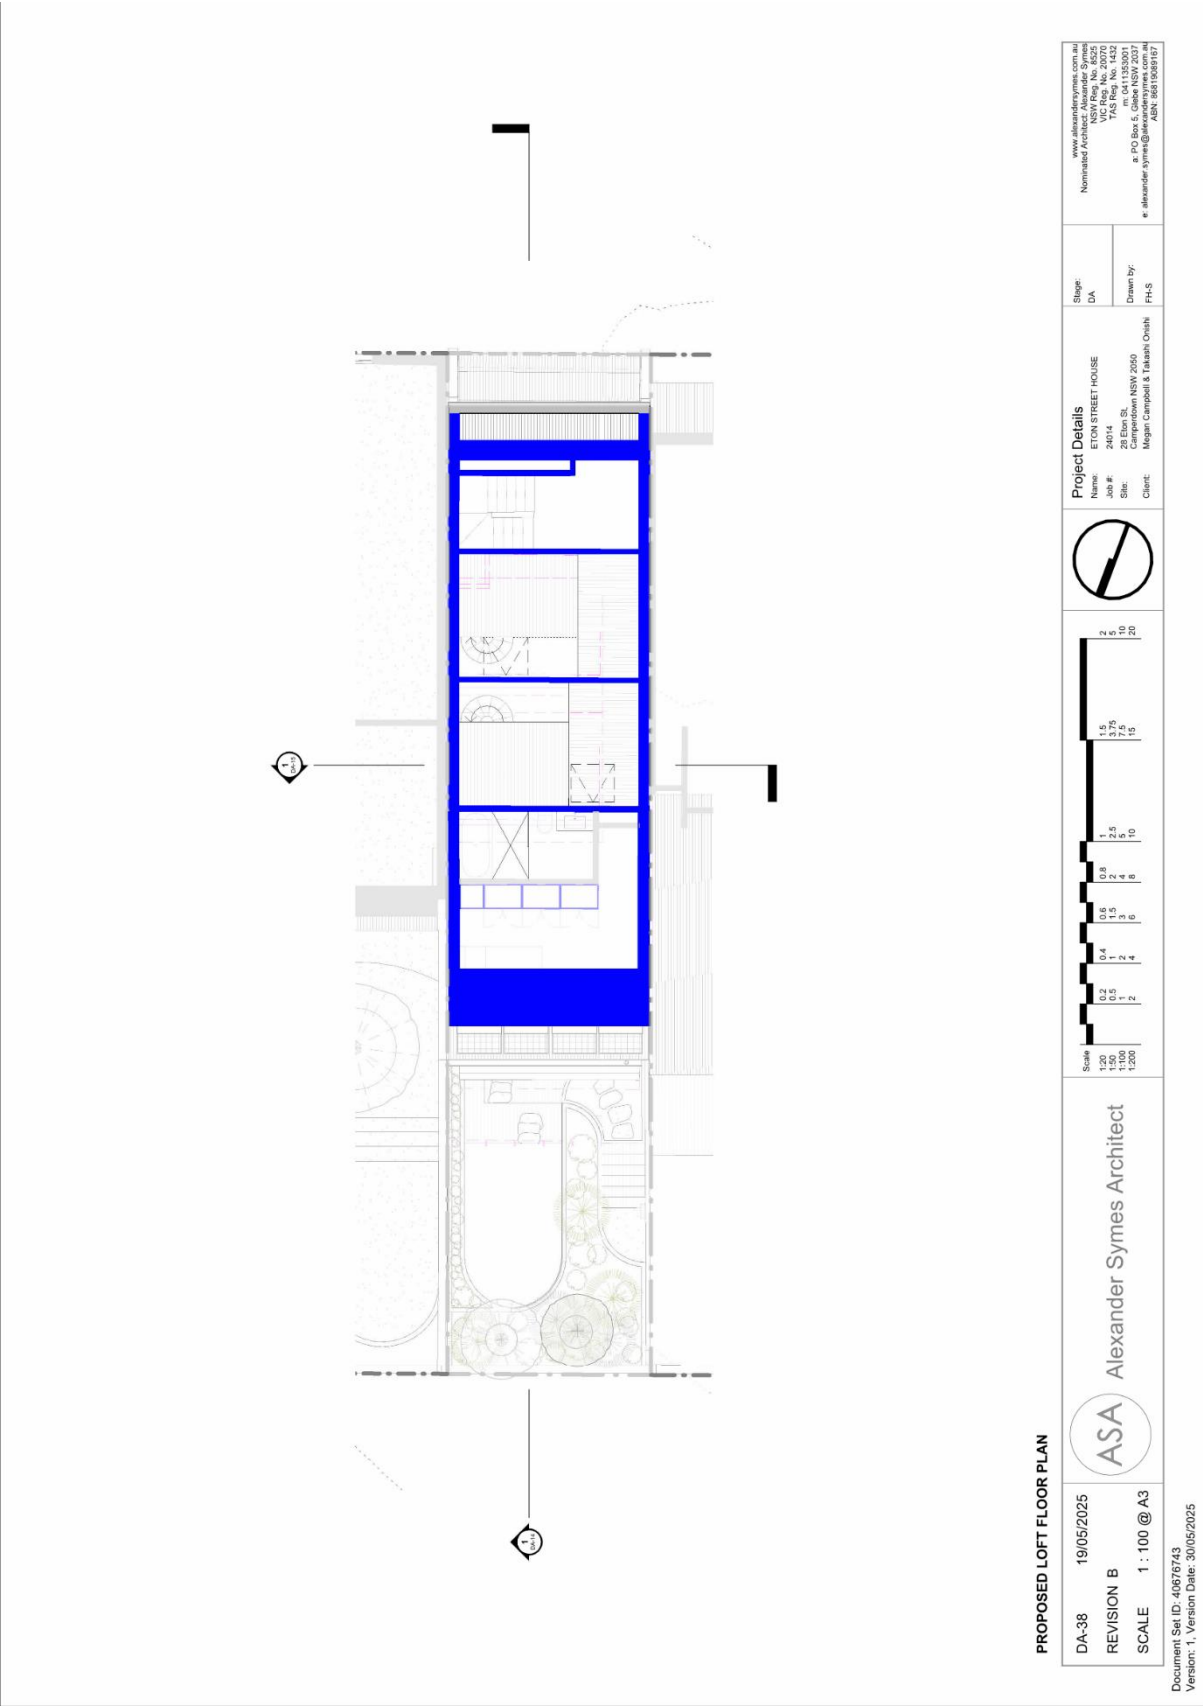 PROPOSED LOFT FLOOR PLAN
DA-38 19/05/2025
REVISION B
SCALE 1 : 100 @ A3
ASA Alexander Symes Architect
Scale
1:20 0.2 0.4 0.6 0.8 1 1.5 2
1:50 0.5 1 1.5 2 2.5 3.75 5
1:100 1 2 3 4 5 7.5 10
1:200 2 4 6 8 10 15 20
Project Details
Name: ETON STREET HOUSE
Job #: 24014
Site: 28 Eton St,
Camperdown NSW 2050
Client: Megan Campbell & Takashi Onishi
Stage:
DA
Drawn by:
FH-S
www.alexandersymes.com.au
Nominated Architect: Alexander Symes
NSW Reg. No. 8525
VIC Reg. No. 20070
TAS Reg. No. 1432
m: 0411353001
a: PO Box 5, Glebe NSW 2037
e: alexander.symes@alexandersymes.com.au
ABN: 86819089167
Document Set ID: 40676743
Version: 1, Version Date: 30/05/2025
1
DA-14
1
DA-15